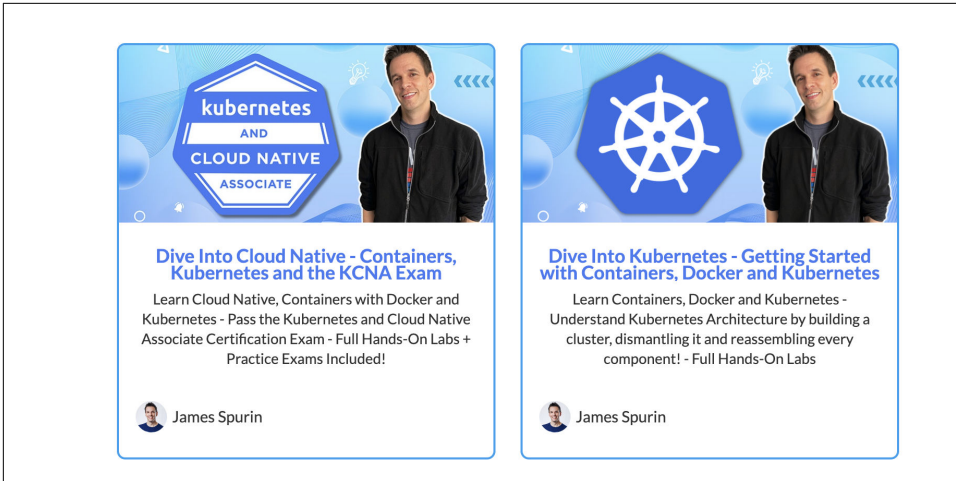 kubernetes
AND
CLOUD NATIVE
ASSOCIATE
Dive Into Cloud Native - Containers,
Kubernetes and the KCNA Exam
Learn Cloud Native, Containers with Docker and
Kubernetes - Pass the Kubernetes and Cloud Native
Associate Certification Exam - Full Hands-On Labs +
Practice Exams Included!
James Spurin
Dive Into Kubernetes - Getting Started
with Containers, Docker and Kubernetes
Learn Containers, Docker and Kubernetes -
Understand Kubernetes Architecture by building a
cluster, dismantling it and reassembling every
component! - Full Hands-On Labs
James Spurin